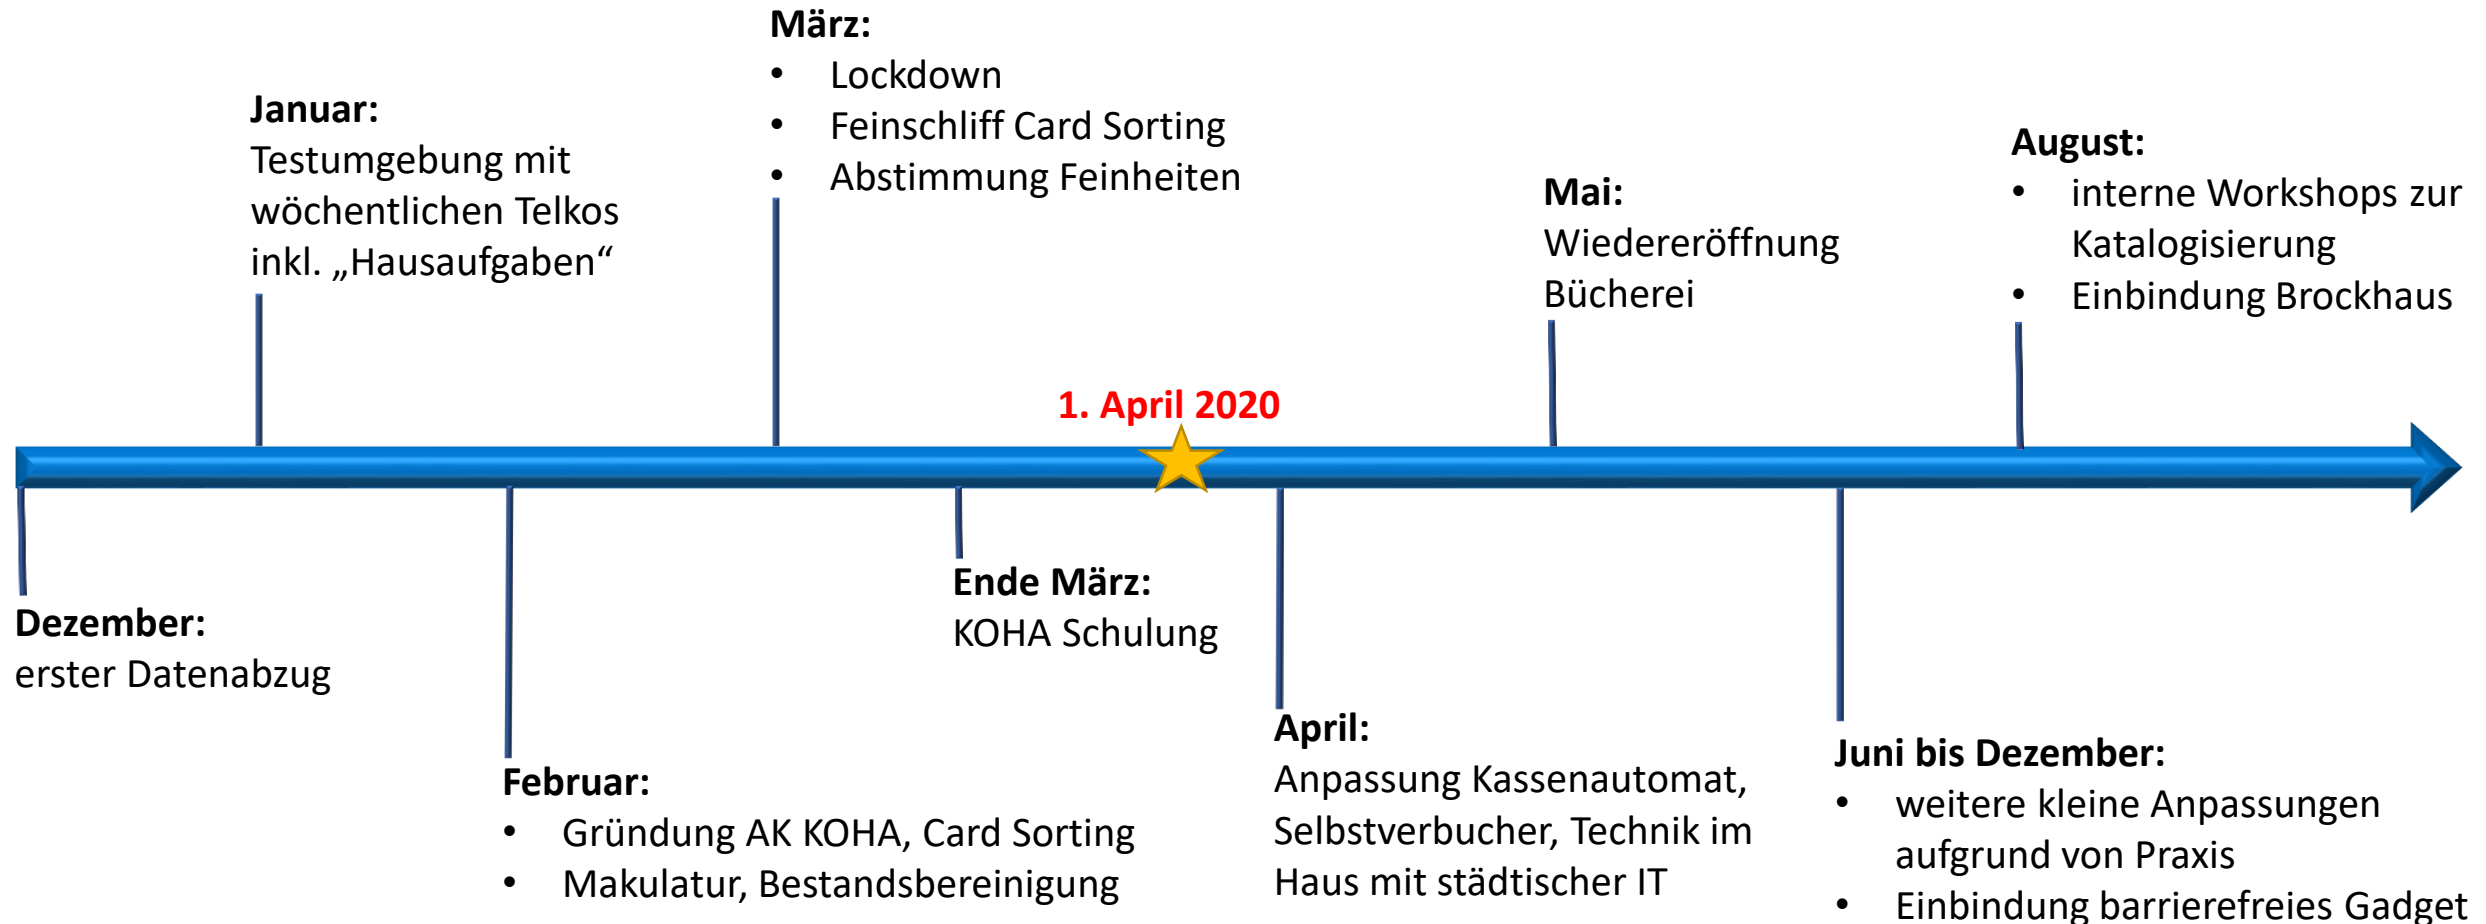 März:
• Lockdown
• Feinschliff Card Sorting
• Abstimmung Feinheiten
Januar:
Testumgebung mit
wöchentlichen Telkos
inkl. „Hausaufgaben“
August:
• interne Workshops zur
Katalogisierung
• Einbindung Brockhaus
Mai:
Wiedereröffnung
Bücherei
1. April 2020
Dezember:
erster Datenabzug
Ende März:
KOHA Schulung
Februar:
• Gründung AK KOHA, Card Sorting
• Makulatur, Bestandsbereinigung
April:
Anpassung Kassenautomat,
Selbstverbucher, Technik im
Haus mit städtischer IT
Juni bis Dezember:
• weitere kleine Anpassungen
aufgrund von Praxis
• Einbindung barrierefreies Gadget